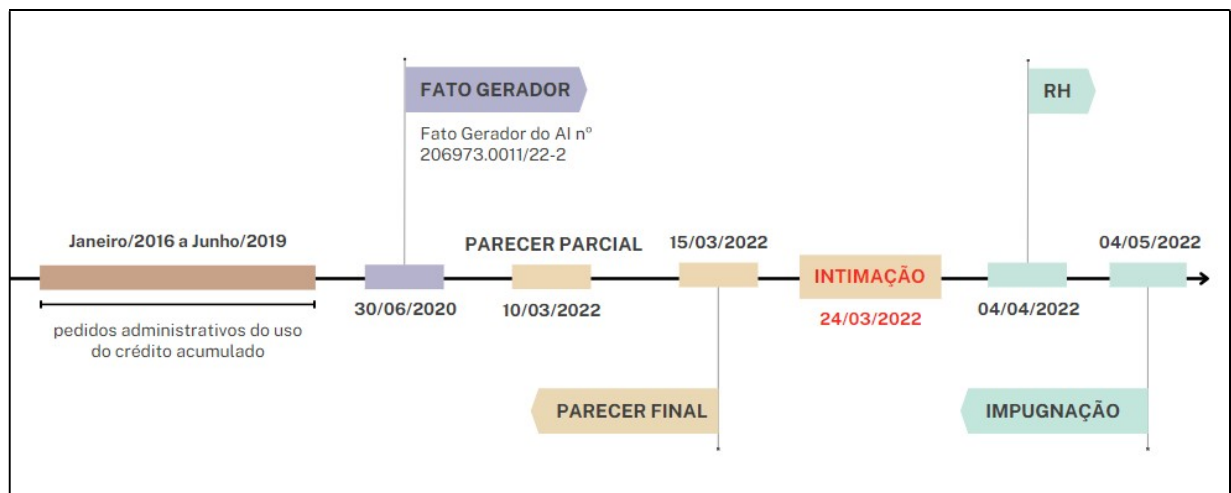 FATO GERADOR
Fato Gerador do AI nº
206973.0011/22-2
RH
Janeiro/2016 a Junho/2019
PARECER PARCIAL
15/03/2022
INTIMAÇÃO
04/05/2022
pedidos administrativos do uso
do crédito acumulado
30/06/2020
10/03/2022
24/03/2022
04/04/2022
PARECER FINAL
IMPUGNAÇÃO